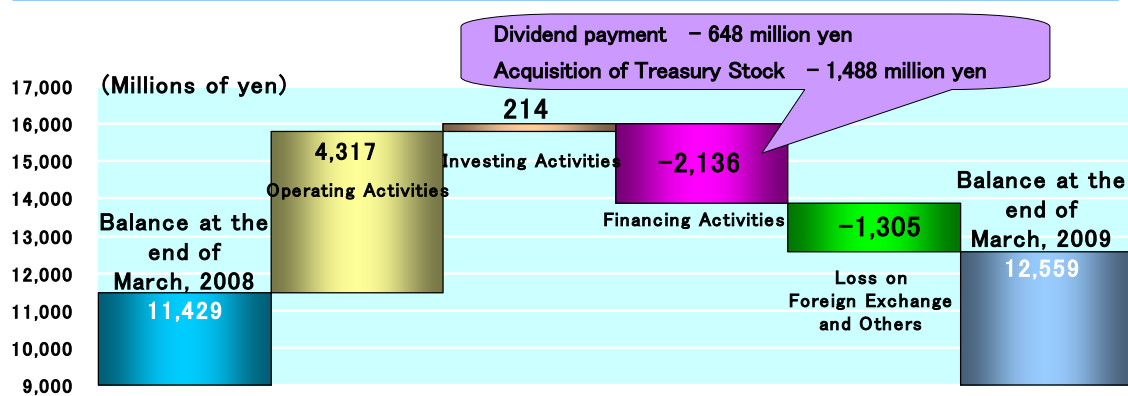 Dividend payment －648 million yen
Acquisition of Treasury Stock －1,488 million yen
(Millions of yen)
17,000
16,000
15,000
14,000
13,000
12,000
11,000
10,000
9,000
Balance at the
end of
March, 2008
11,429
4,317
Operating Activities
214
Investing Activities
－2,136
Financing Activities
－1,305
Loss on
Foreign Exchange
and Others
Balance at the
end of
March, 2009
12,559